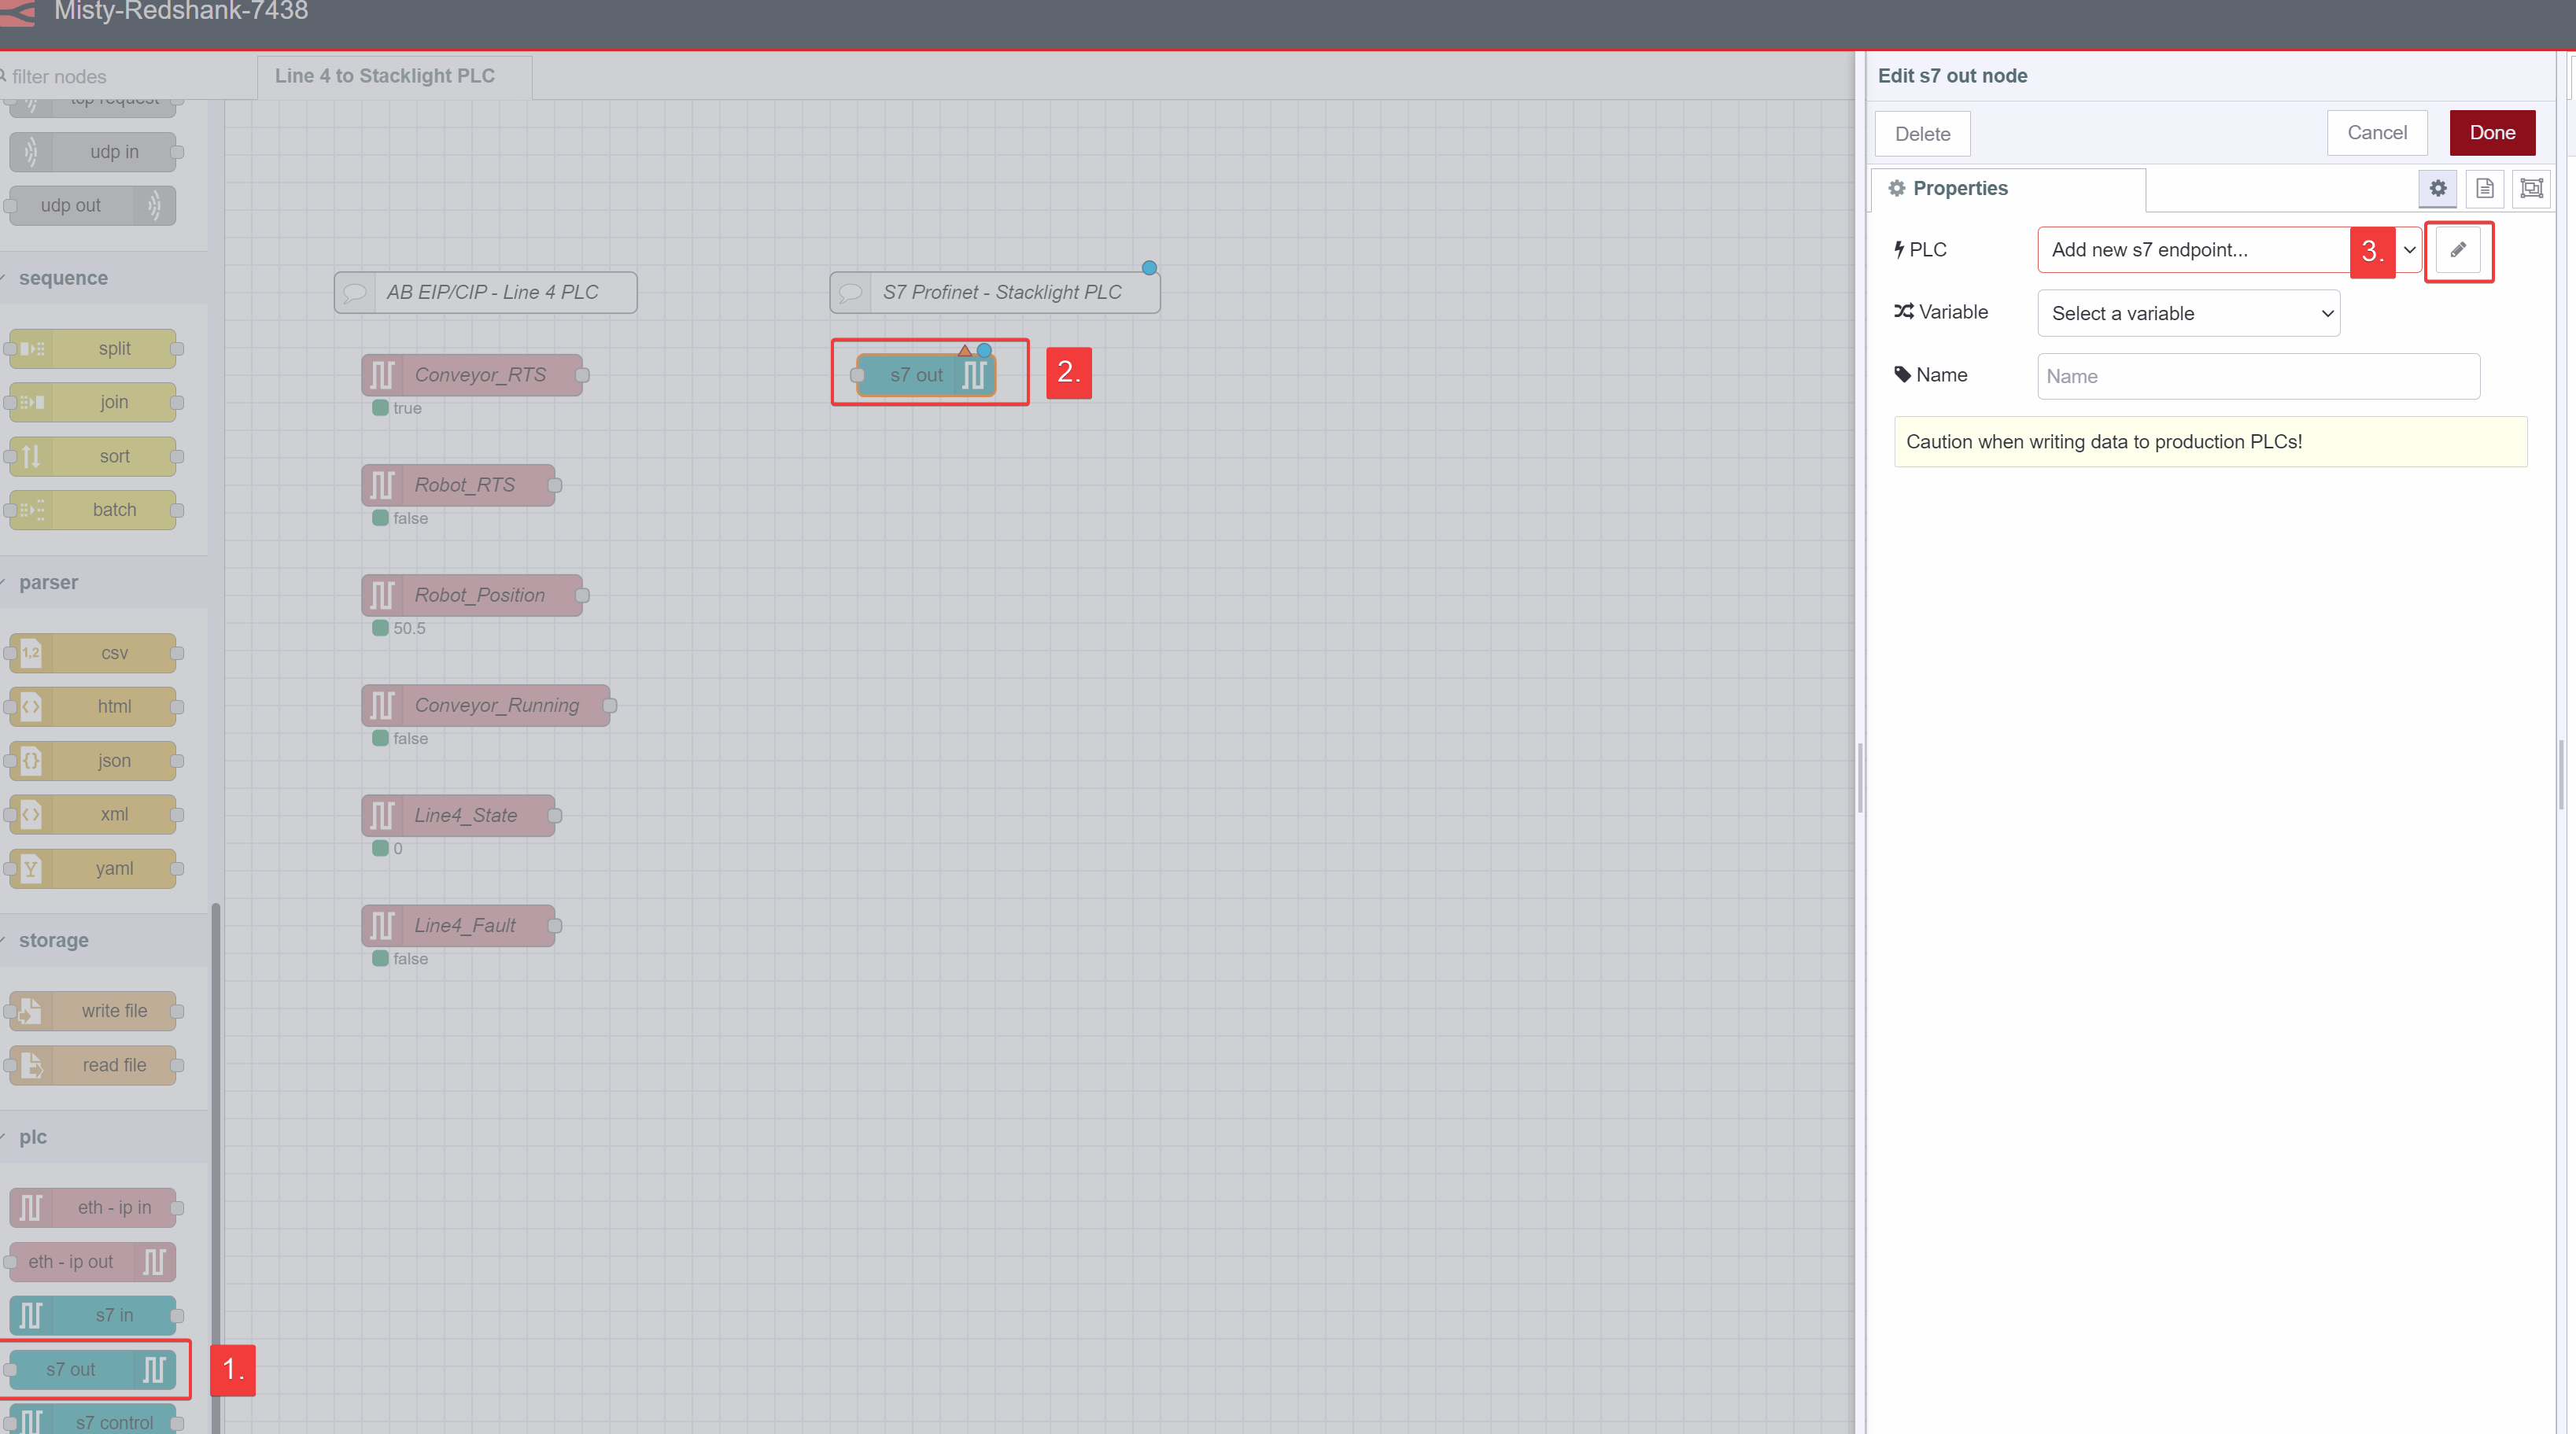 Misty-Redshank-7438
filter nodes
tcp request
udp in
udp out
sequence
split
join
sort
batch
parser
1,2 csv
html
json
xml
Y yaml
storage
write file
read file
plc
eth - ip in
eth - ip out
s7 in
s7 out
1.
s7 control
Line 4 to Stacklight PLC
AB EIP/CIP - Line 4 PLC
Conveyor_RTS
true
Robot_RTS
false
Robot_Position
50.5
Conveyor_Running
false
Line4_State
0
Line4_Fault
false
S7 Profinet - Stacklight PLC
s7 out
2.
Edit s7 out node
Delete
Cancel
Done
Properties
PLC
Add new s7 endpoint...
3.
Variable
Select a variable
Name
Name
Caution when writing data to production PLCs!